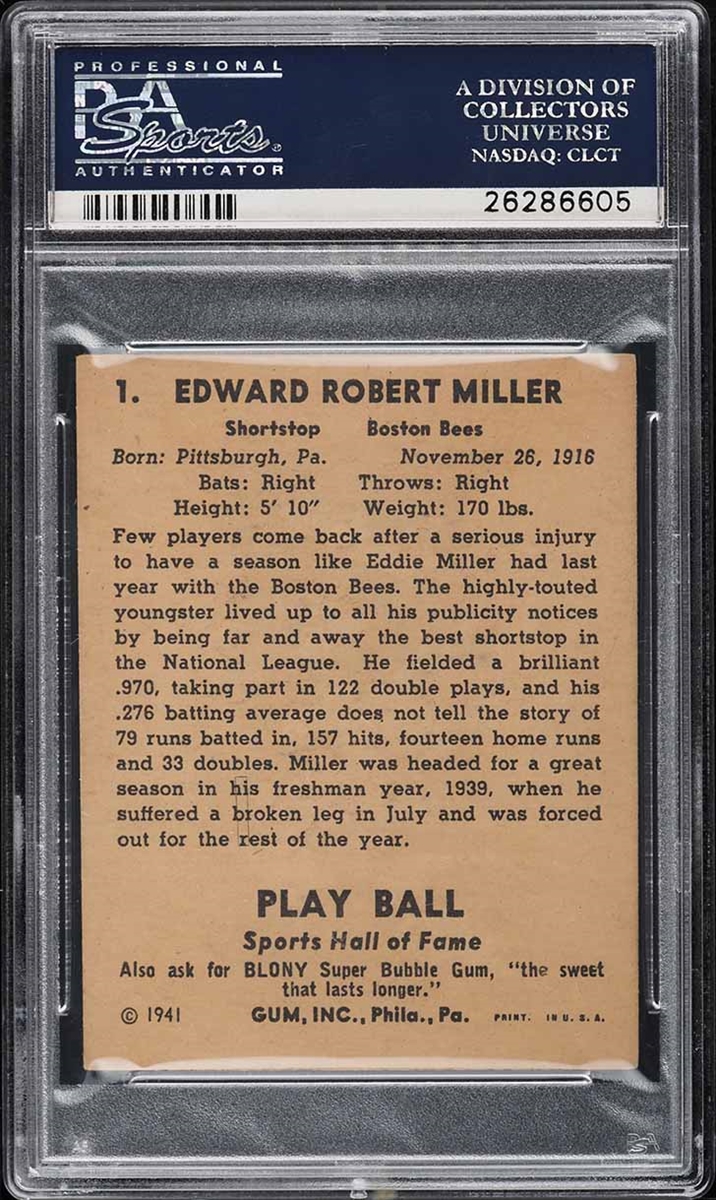 PROFESSIONAL
PSA
Sports
AUTHENTICATOR
A DIVISION OF
COLLECTORS
UNIVERSE
NASDAQ: CLCT
26286605
1. EDWARD ROBERT MILLER
Shortstop Boston Bees
Born: Pittsburgh, Pa. November 26, 1916
Bats: Right Throws: Right
Height: 5' 10" Weight: 170 lbs.
Few players come back after a serious injury
to have a season like Eddie Miller had last
year with the Boston Bees. The highly-touted
youngster lived up to all his publicity notices
by being far and away the best shortstop in
the National League. He fielded a brilliant
.970, taking part in 122 double plays, and his
.276 batting average does not tell the story of
79 runs batted in, 157 hits, fourteen home runs
and 33 doubles. Miller was headed for a great
season in his freshman year, 1939, when he
suffered a broken leg in July and was forced
out for the rest of the year.
PLAY BALL
Sports Hall of Fame
Also ask for BLONY Super Bubble Gum, "the sweet
that lasts longer."
© 1941 GUM, INC., Phila., Pa. PRINT. IN U. S. A.
PSA